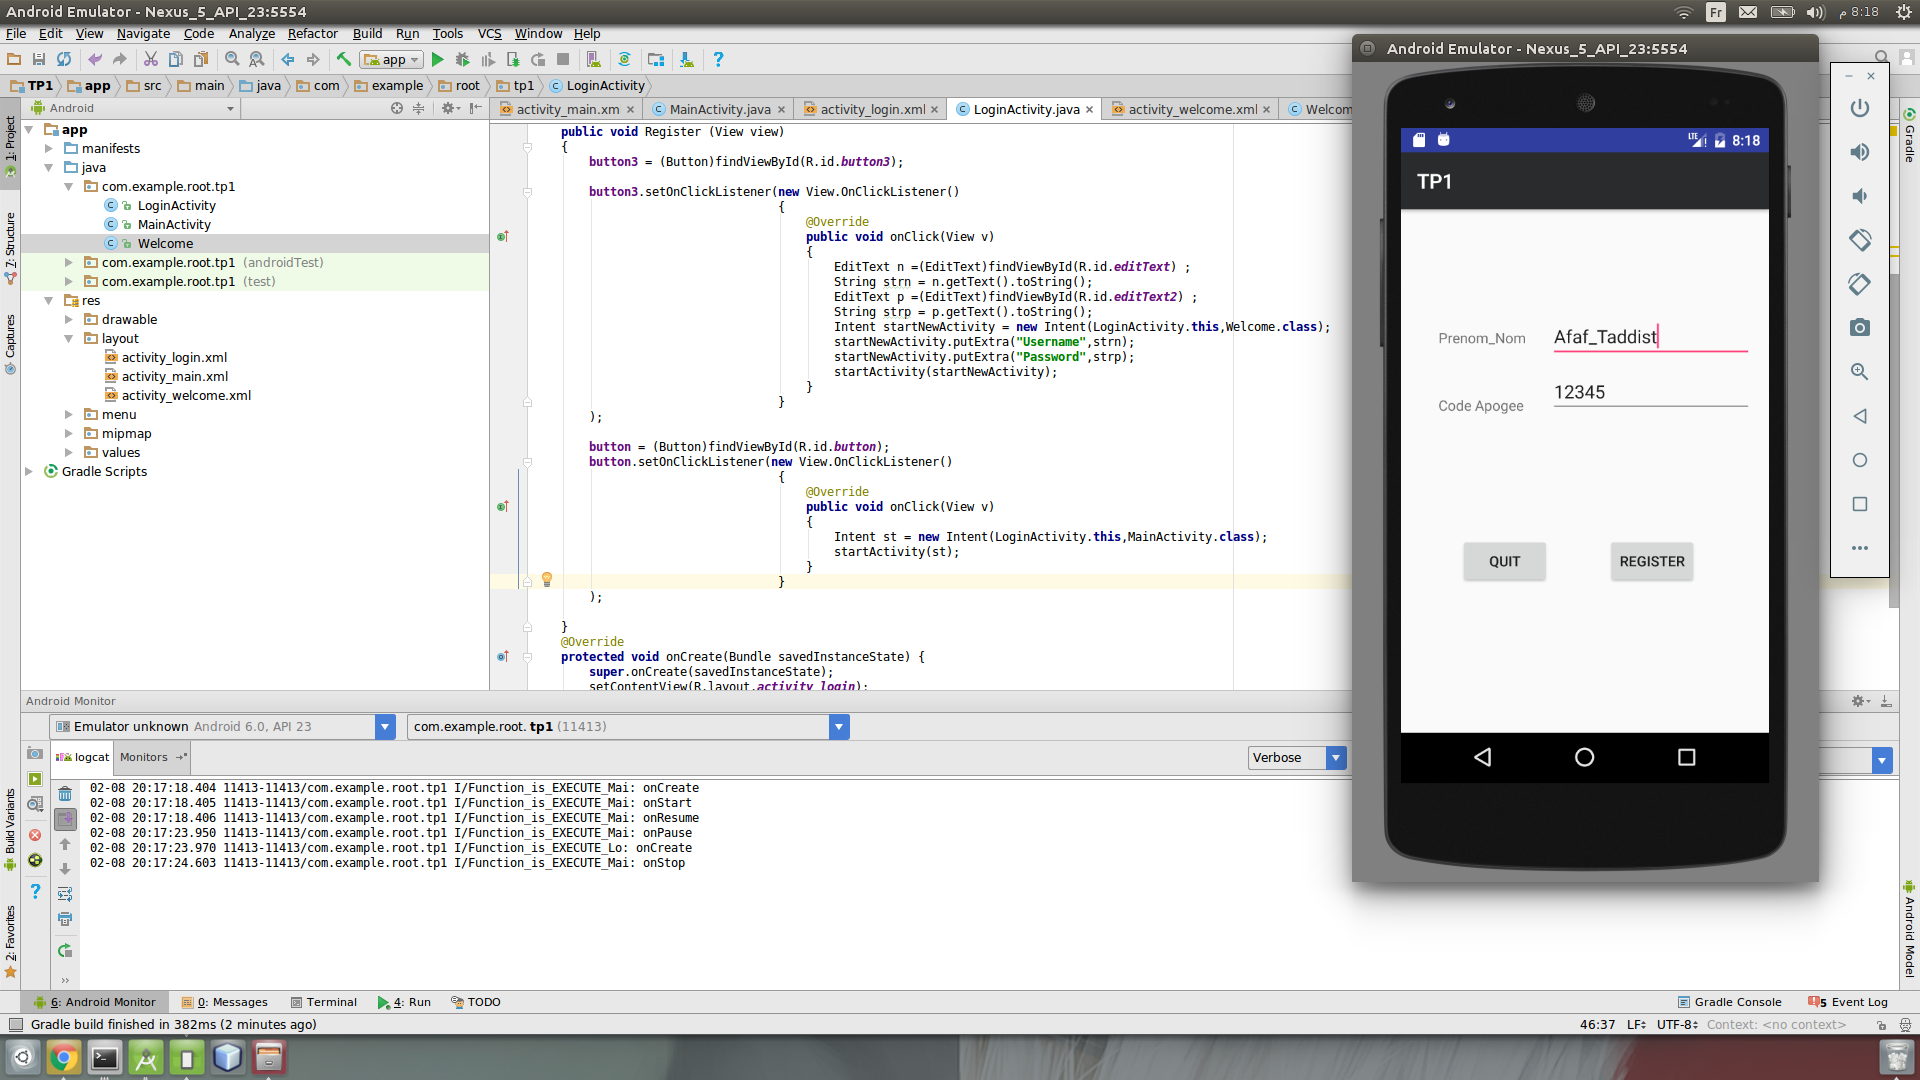 Android Emulator - Nexus_5_API_23:5554
Fr
8:18 م
File Edit View Navigate Code Analyze Refactor Build Run Tools VCS Window Help
app
TP1 app src main java com example root tp1 LoginActivity
Android
activity_main.xm MainActivity.java activity_login.xml LoginActivity.java activity_welcome.xml Welcom
1: Project
7: Structure
Captures
Build Variants
2: Favorites
app
manifests
java
com.example.root.tp1
LoginActivity
MainActivity
Welcome
com.example.root.tp1 (androidTest)
com.example.root.tp1 (test)
res
drawable
layout
activity_login.xml
activity_main.xml
activity_welcome.xml
menu
mipmap
values
Gradle Scripts
public void Register (View view)
{
button3 = (Button)findViewById(R.id.button3);
button3.setOnClickListener(new View.OnClickListener()
{
@Override
public void onClick(View v)
{
EditText n =(EditText)findViewById(R.id.editText) ;
String strn = n.getText().toString();
EditText p =(EditText)findViewById(R.id.editText2) ;
String strp = p.getText().toString();
Intent startNewActivity = new Intent(LoginActivity.this,Welcome.class);
startNewActivity.putExtra("Username",strn);
startNewActivity.putExtra("Password",strp);
startActivity(startNewActivity);
}
}
);
button = (Button)findViewById(R.id.button);
button.setOnClickListener(new View.OnClickListener()
{
@Override
public void onClick(View v)
{
Intent st = new Intent(LoginActivity.this,MainActivity.class);
startActivity(st);
}
}
);
}
@Override
protected void onCreate(Bundle savedInstanceState) {
super.onCreate(savedInstanceState);
setContentView(R.layout.activity_login);
Android Emulator - Nexus_5_API_23:5554
LTE 8:18
TP1
Prenom_Nom Afaf_Taddist
Code Apogee 12345
QUIT REGISTER
Gradle
Android Model
Android Monitor
Emulator unknown Android 6.0, API 23
com.example.root. tp1 (11413)
logcat Monitors
Verbose
02-08 20:17:18.404 11413-11413/com.example.root.tp1 I/Function_is_EXECUTE_Mai: onCreate
02-08 20:17:18.405 11413-11413/com.example.root.tp1 I/Function_is_EXECUTE_Mai: onStart
02-08 20:17:18.406 11413-11413/com.example.root.tp1 I/Function_is_EXECUTE_Mai: onResume
02-08 20:17:23.950 11413-11413/com.example.root.tp1 I/Function_is_EXECUTE_Mai: onPause
02-08 20:17:23.970 11413-11413/com.example.root.tp1 I/Function_is_EXECUTE_Lo: onCreate
02-08 20:17:24.603 11413-11413/com.example.root.tp1 I/Function_is_EXECUTE_Mai: onStop
6: Android Monitor 0: Messages Terminal 4: Run TODO Gradle Console 5 Event Log
Gradle build finished in 382ms (2 minutes ago)
46:37 LF UTF-8 Context: <no context>